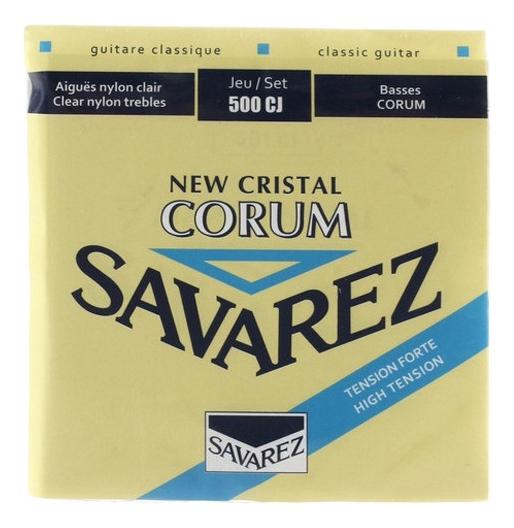 guitare classique
classic guitar
Aiguës nylon clair
Clear nylon trebles
Jeu / Set
500 CJ
Basses
CORUM
NEW CRISTAL
CORUM
SAVAREZ
TENSION FORTE
HIGH TENSION
SAVAREZ